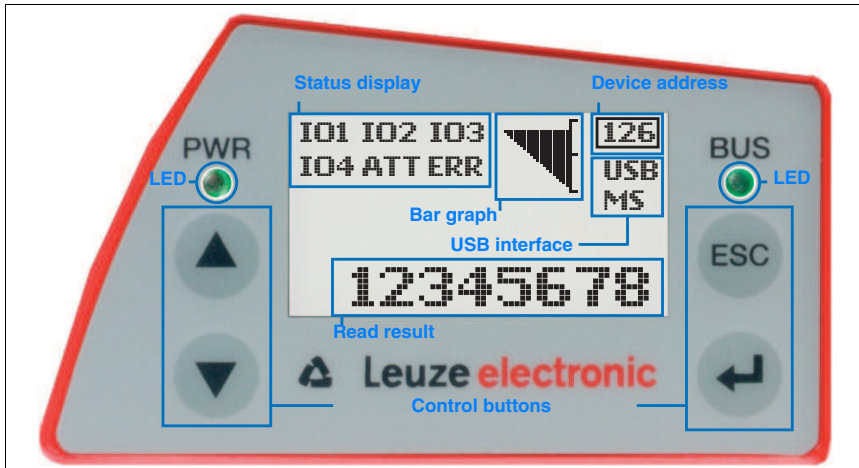 Status display
Device address
PWR
IO1 IO2 IO3
126
BUS
LED
IO4 ATT ERR
USB
LED
MS
Bar graph
USB interface
ESC
12345678
Read result
Leuze electronic
Control buttons